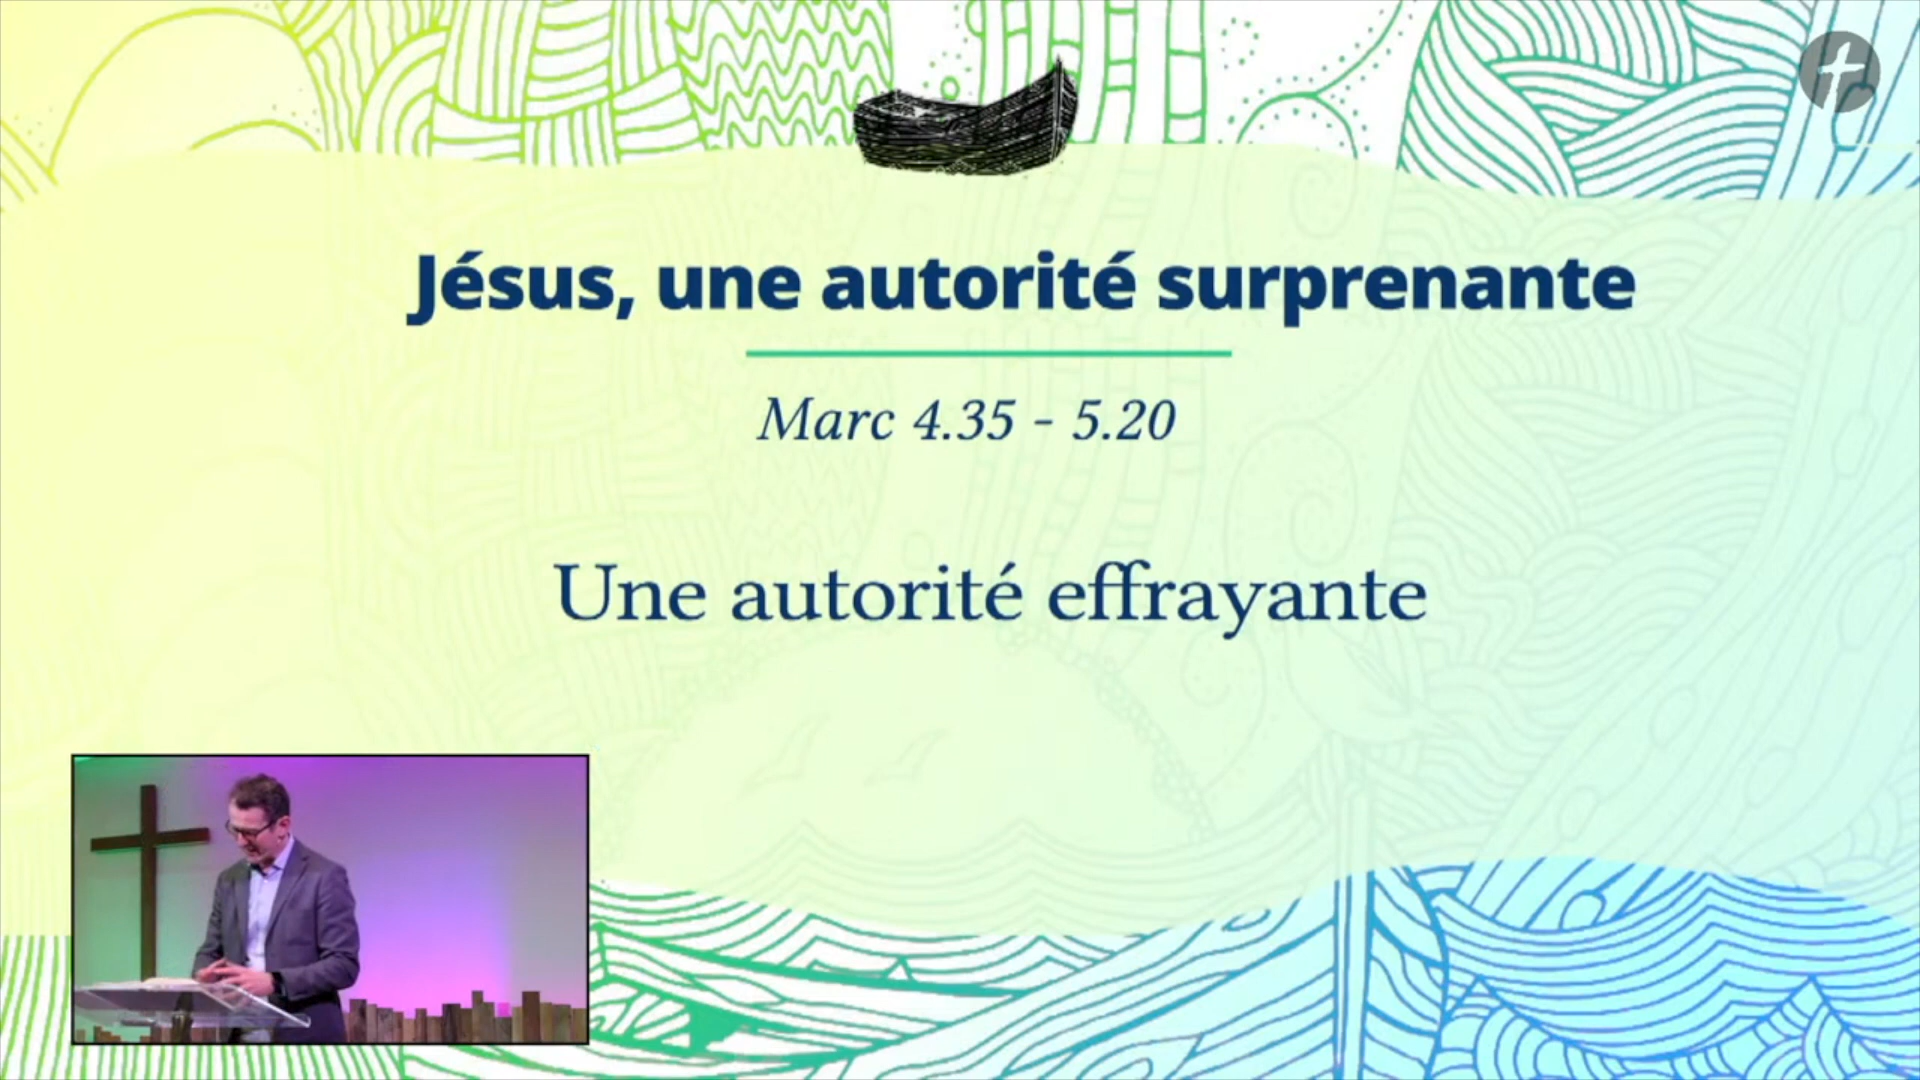 Jésus, une autorité surprenante
Marc 4.35 - 5.20
Une autorité effrayante